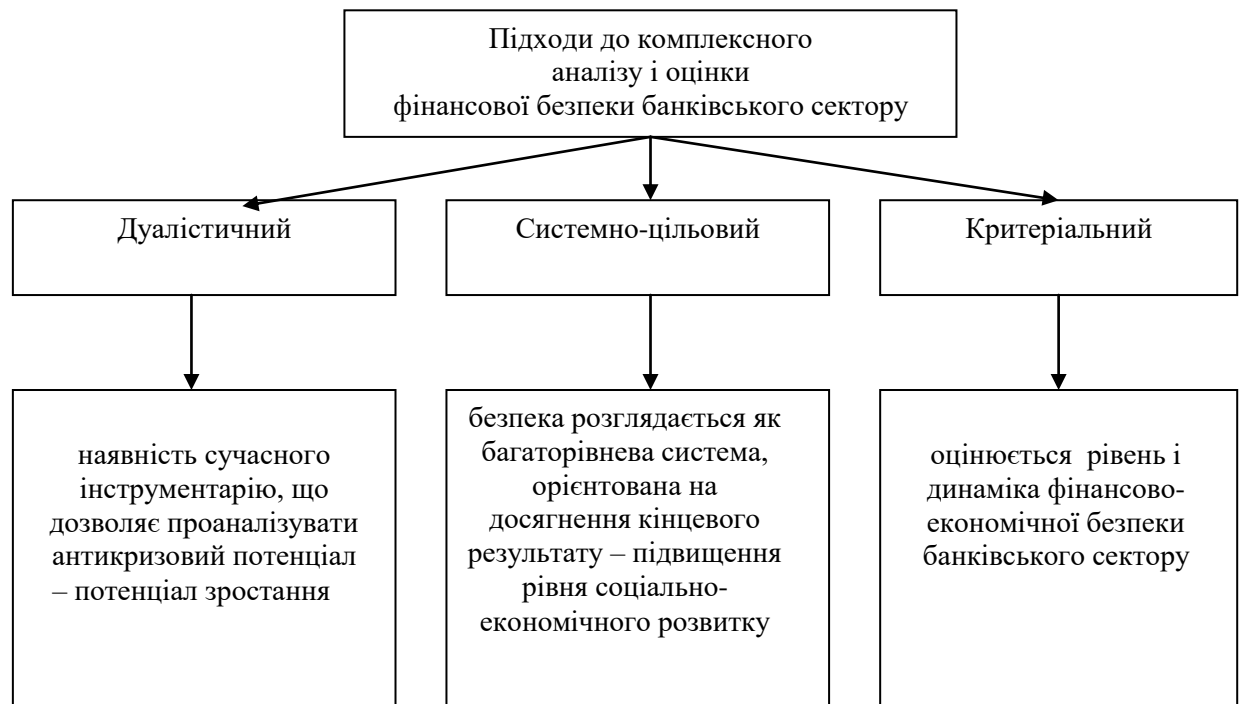 Підходи до комплексного
аналізу і оцінки
фінансової безпеки банківського сектору
Дуалістичний
Системно-цільовий
Критеріальний
наявність сучасного
інструментарію, що
дозволяє проаналізувати
антикризовий потенціал
– потенціал зростання
безпека розглядається як
багаторівнева система,
орієнтована на
досягнення кінцевого
результату – підвищення
рівня соціально-
економічного розвитку
оцінюється рівень і
динаміка фінансово-
економічної безпеки
банківського сектору